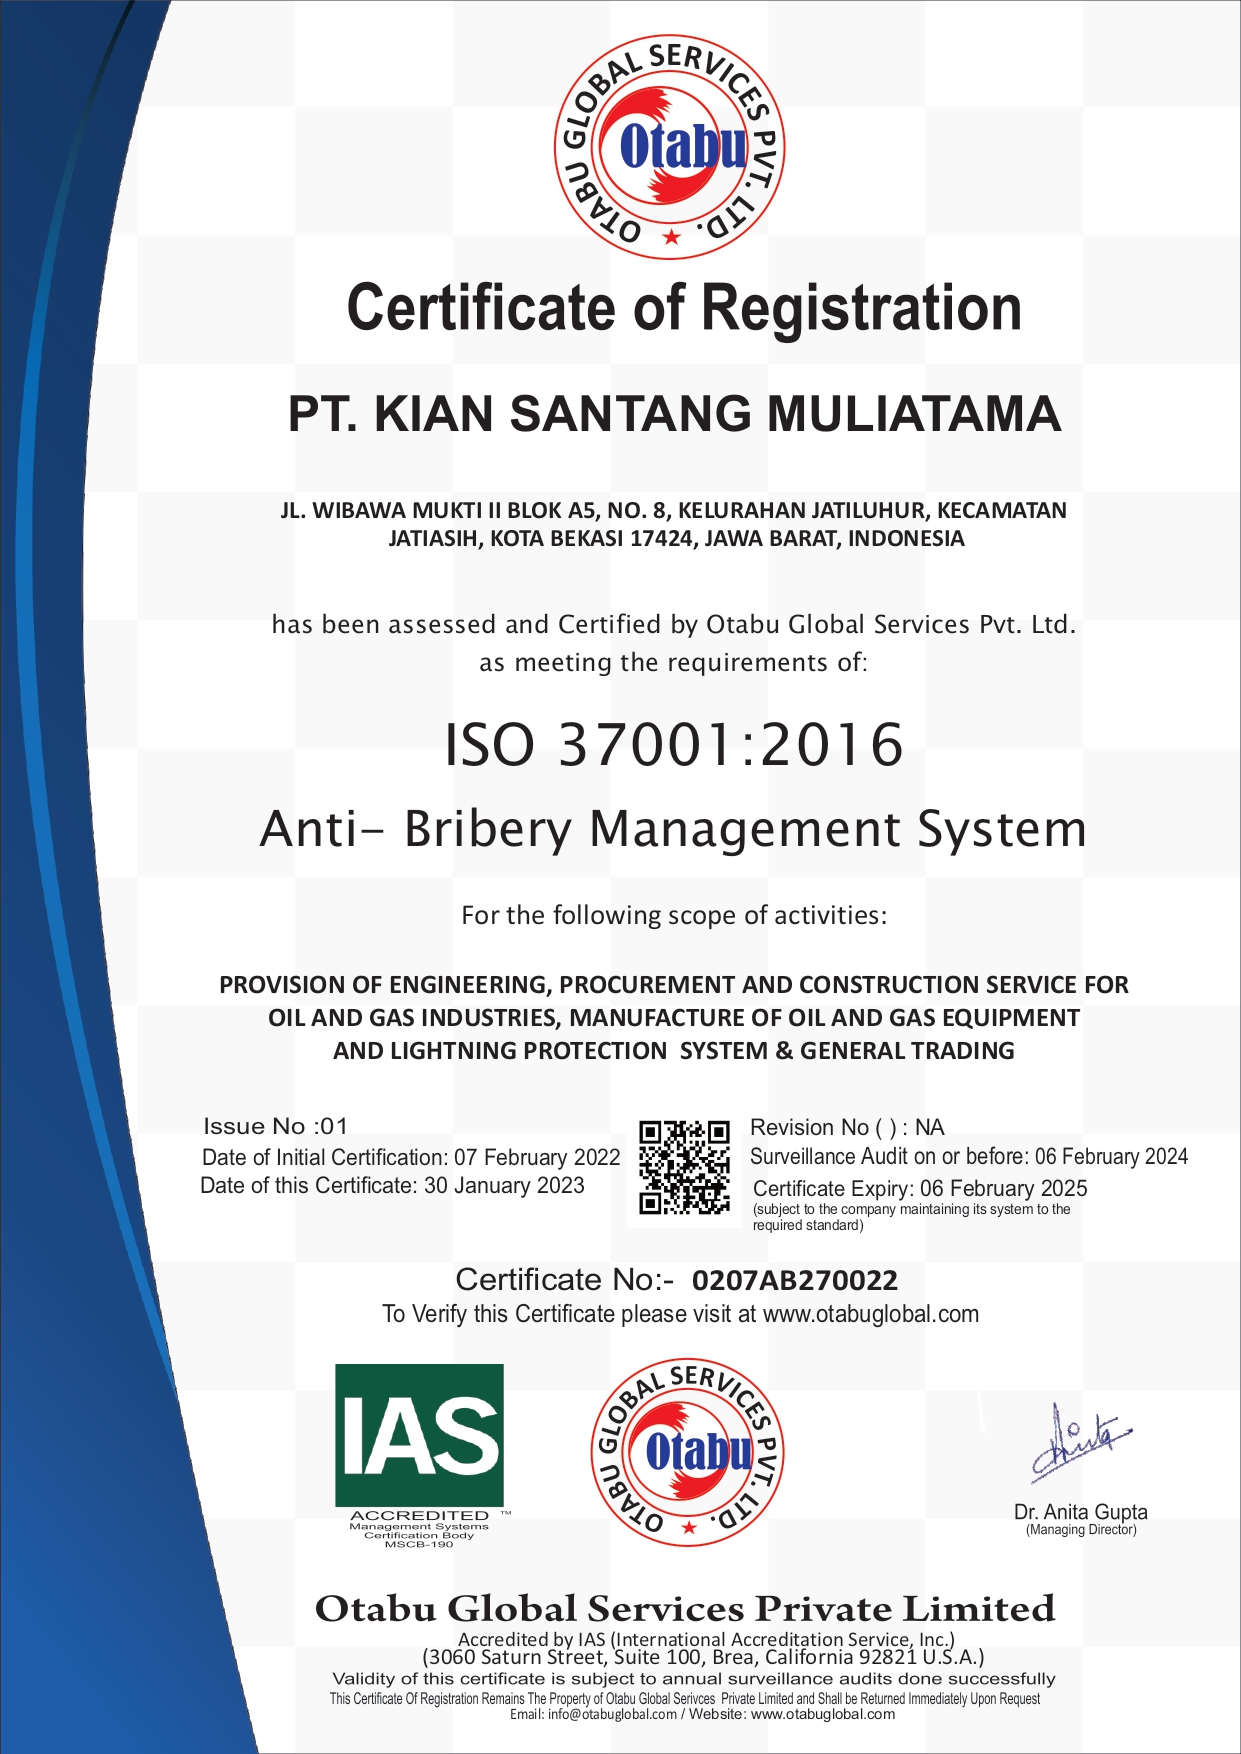 OTABU GLOBAL SERVICES PVT. LTD.
Otabu
Certificate of Registration
PT. KIAN SANTANG MULIATAMA
JL. WIBAWA MUKTI II BLOK A5, NO. 8, KELURAHAN JATILUHUR, KECAMATAN
JATIASIH, KOTA BEKASI 17424, JAWA BARAT, INDONESIA
has been assessed and Certified by Otabu Global Services Pvt. Ltd.
as meeting the requirements of:
ISO 37001:2016
Anti- Bribery Management System
For the following scope of activities:
PROVISION OF ENGINEERING, PROCUREMENT AND CONSTRUCTION SERVICE FOR
OIL AND GAS INDUSTRIES, MANUFACTURE OF OIL AND GAS EQUIPMENT
AND LIGHTNING PROTECTION SYSTEM & GENERAL TRADING
Issue No :01
Date of Initial Certification: 07 February 2022
Date of this Certificate: 30 January 2023
Revision No ( ) : NA
Surveillance Audit on or before: 06 February 2024
Certificate Expiry: 06 February 2025
(subject to the company maintaining its system to the
required standard)
Certificate No:- 0207AB270022
To Verify this Certificate please visit at www.otabuglobal.com
IAS
ACCREDITED ™
Management Systems
Certification Body
MSCB-190
OTABU GLOBAL SERVICES PVT. LTD.
Otabu
Dr. Anita Gupta
(Managing Director)
Otabu Global Services Private Limited
Accredited by IAS (International Accreditation Service, Inc.)
(3060 Saturn Street, Suite 100, Brea, California 92821 U.S.A.)
Validity of this certificate is subject to annual surveillance audits done successfully
This Certificate Of Registration Remains The Property of Otabu Global Serivces Private Limited and Shall be Returned Immediately Upon Request
Email: info@otabuglobal.com / Website: www.otabuglobal.com